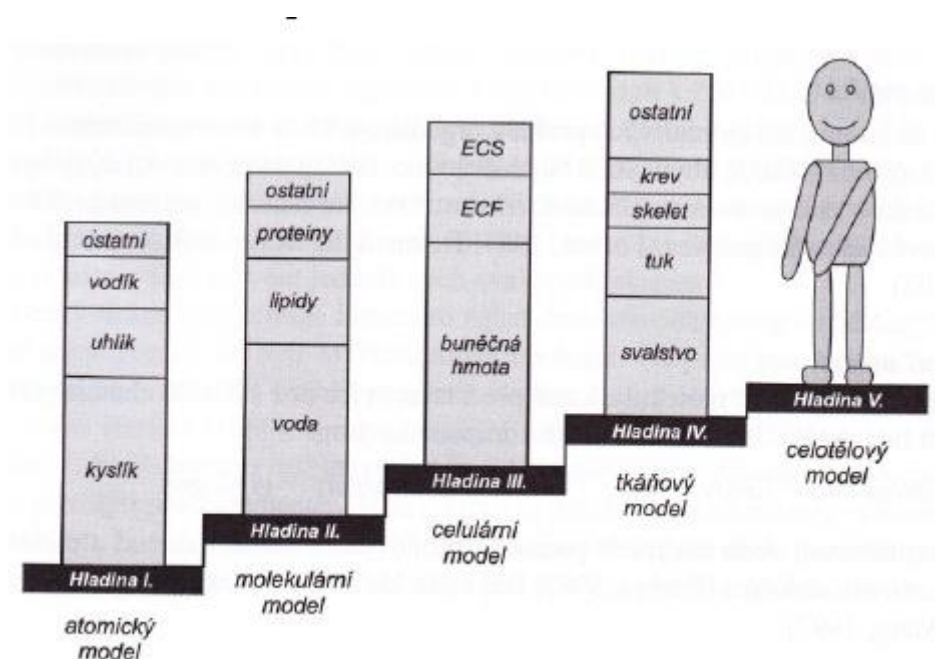 ostatní
vodík
uhlik
kyslík
Hladina I.
atomický
model
ostatní
proteiny
lipidy
voda
Hladina II.
molekulární
model
ECS
ECF
buněčná
hmota
Hladina III.
celulární
model
ostatní
krev
skelet
tuk
svalstvo
Hladina IV.
tkáňový
model
Hladina V.
celotělový
model